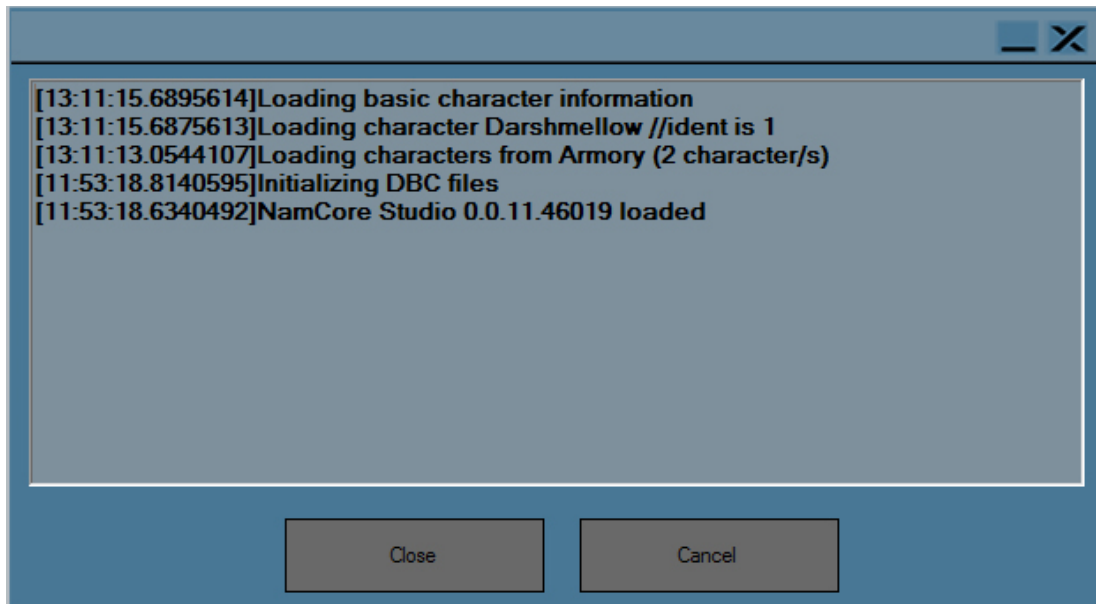 [13:11:15.6895614]Loading basic character information
[13:11:15.6875613]Loading character Darshmellow //ident is 1
[13:11:13.0544107]Loading characters from Armory (2 character/s)
[11:53:18.8140595]Initializing DBC files
[11:53:18.6340492]NamCore Studio 0.0.11.46019 loaded
Close
Cancel